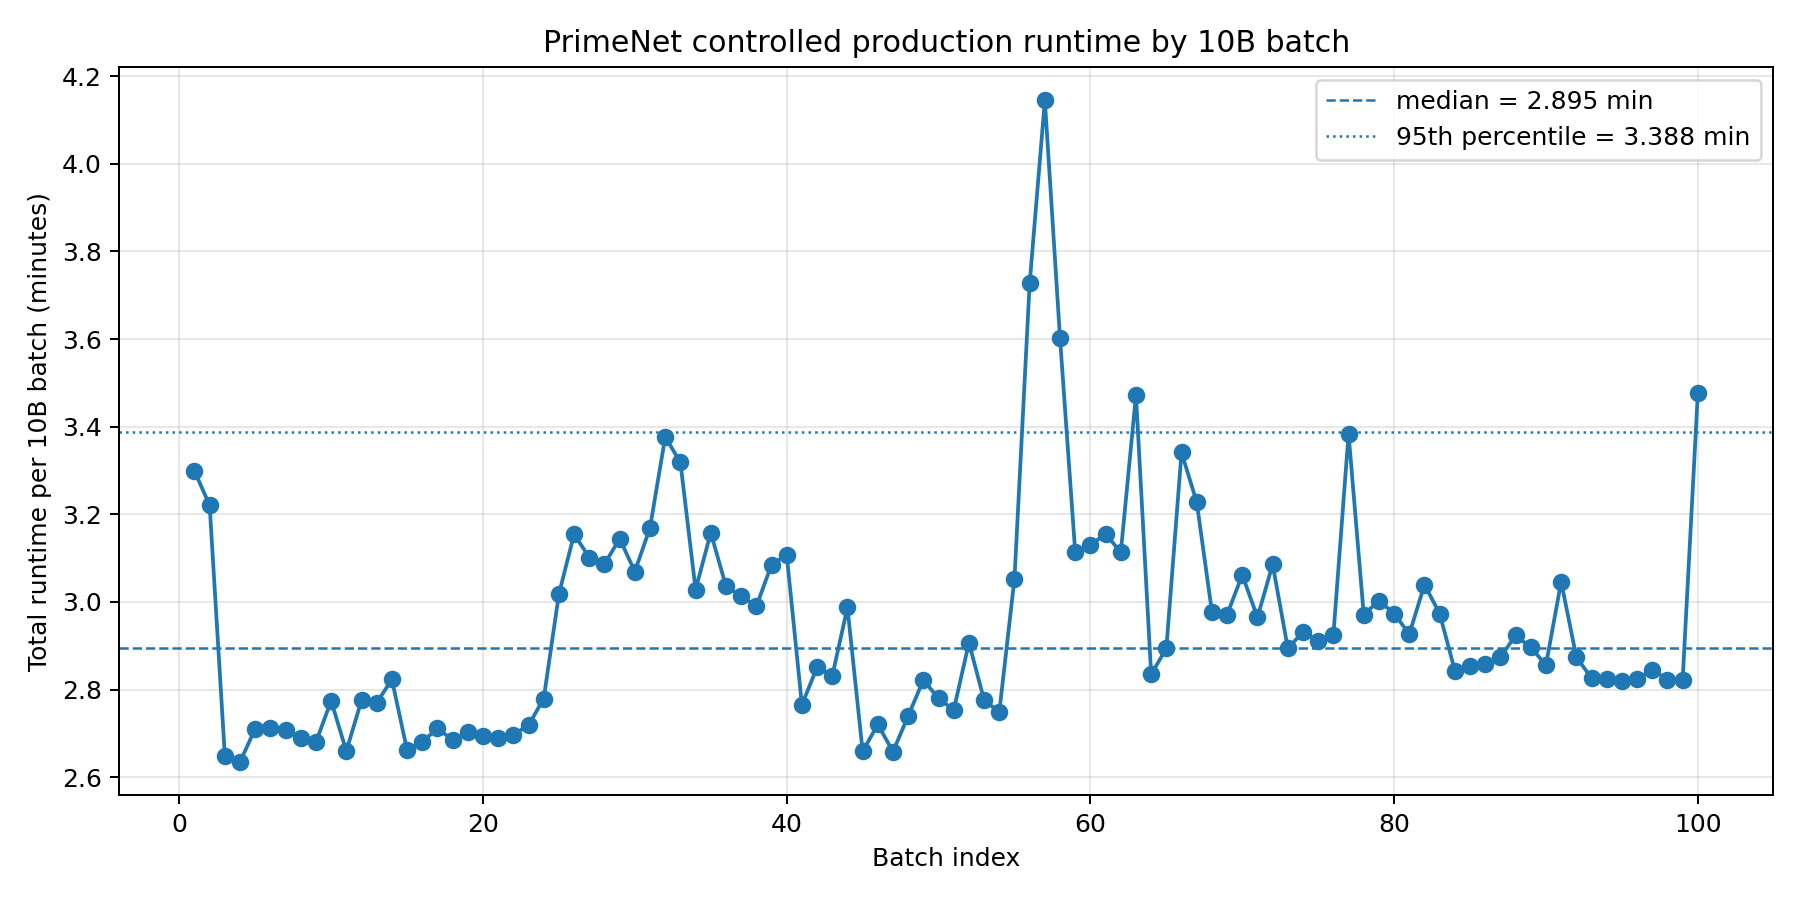 PrimeNet controlled production runtime by 10B batch
median = 2.895 min
95th percentile = 3.388 min
Total runtime per 10B batch (minutes)
4.2
4.0
3.8
3.6
3.4
3.2
3.0
2.8
2.6
0 20 40 60 80 100
Batch index